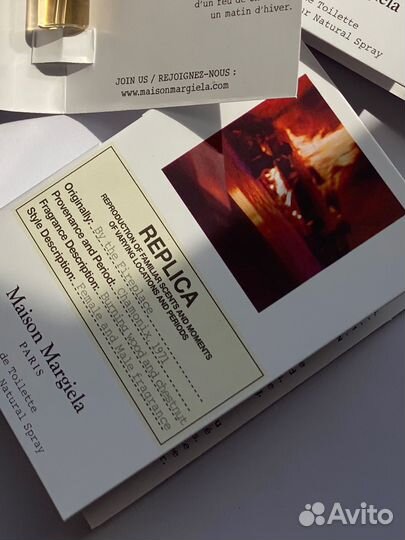 d'un feu de
un matin d'hiver.
JOIN US / REJOIGNEZ-NOUS :
www.maisonmargiela.com
Margiela
de Toilette
ur Natural Spray
REPLICA
REPRODUCTION OF FAMILIAR SCENTS AND MOMENTS
OF VARYING LOCATIONS AND PERIODS
Originally: By the Fireplace
Provenance and Period: Chamonix, 1971
Fragrance Description: Burning wood and chestnut
Style Description: Female and Male fragrance
Maison Margiela
PARIS
de Toilette
Natural Spray
Avito